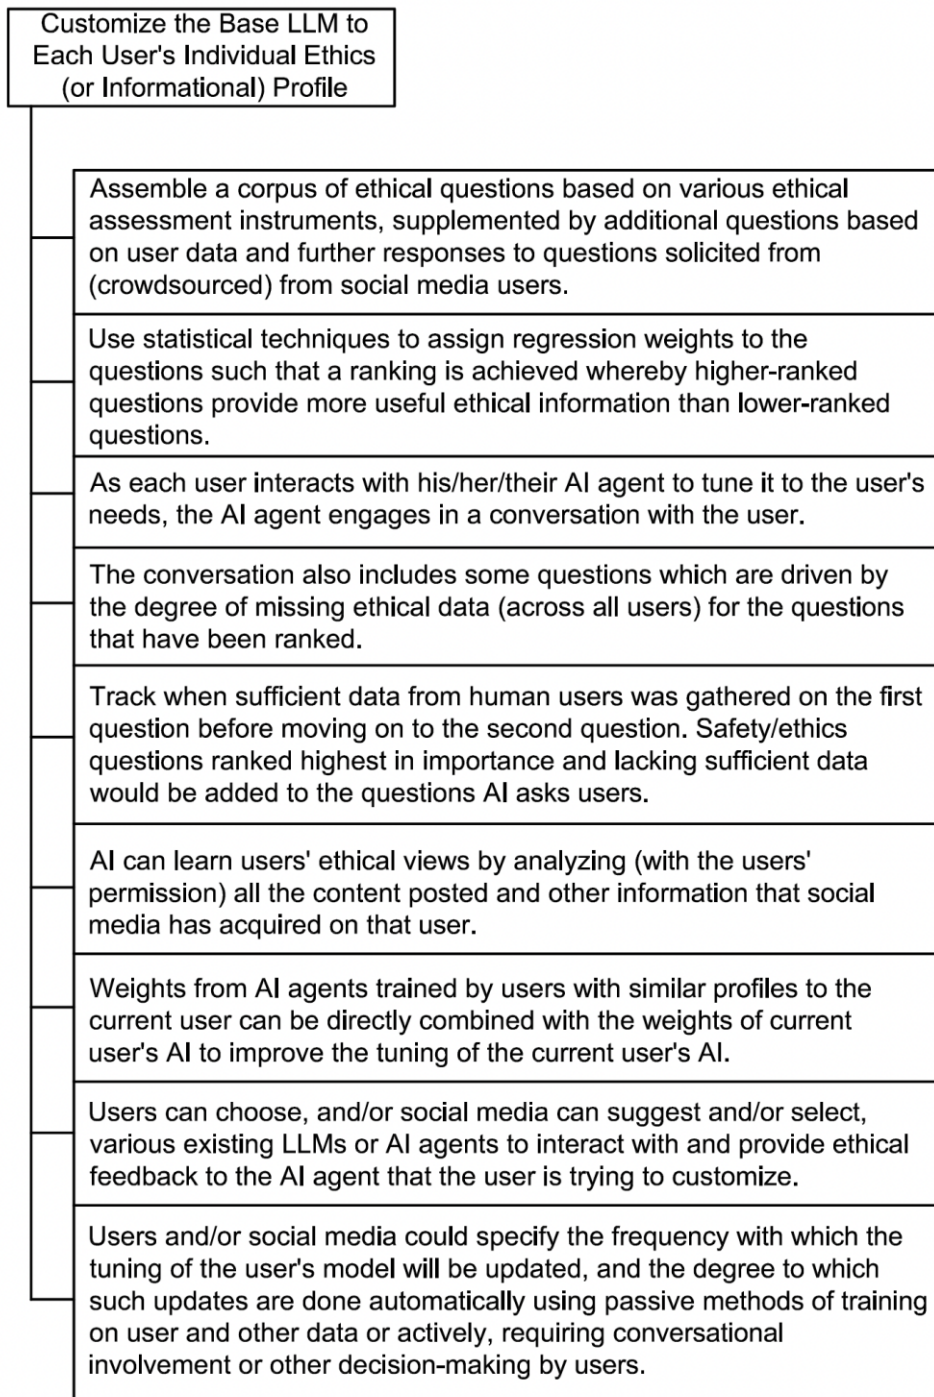 Customize the Base LLM to
Each User's Individual Ethics
(or Informational) Profile
Assemble a corpus of ethical questions based on various ethical
assessment instruments, supplemented by additional questions based
on user data and further responses to questions solicited from
(crowdsourced) from social media users.
Use statistical techniques to assign regression weights to the
questions such that a ranking is achieved whereby higher-ranked
questions provide more useful ethical information than lower-ranked
questions.
As each user interacts with his/her/their AI agent to tune it to the user's
needs, the AI agent engages in a conversation with the user.
The conversation also includes some questions which are driven by
the degree of missing ethical data (across all users) for the questions
that have been ranked.
Track when sufficient data from human users was gathered on the first
question before moving on to the second question. Safety/ethics
questions ranked highest in importance and lacking sufficient data
would be added to the questions AI asks users.
AI can learn users' ethical views by analyzing (with the users'
permission) all the content posted and other information that social
media has acquired on that user.
Weights from AI agents trained by users with similar profiles to the
current user can be directly combined with the weights of current
user's AI to improve the tuning of the current user's AI.
Users can choose, and/or social media can suggest and/or select,
various existing LLMs or AI agents to interact with and provide ethical
feedback to the AI agent that the user is trying to customize.
Users and/or social media could specify the frequency with which the
tuning of the user's model will be updated, and the degree to which
such updates are done automatically using passive methods of training
on user and other data or actively, requiring conversational
involvement or other decision-making by users.